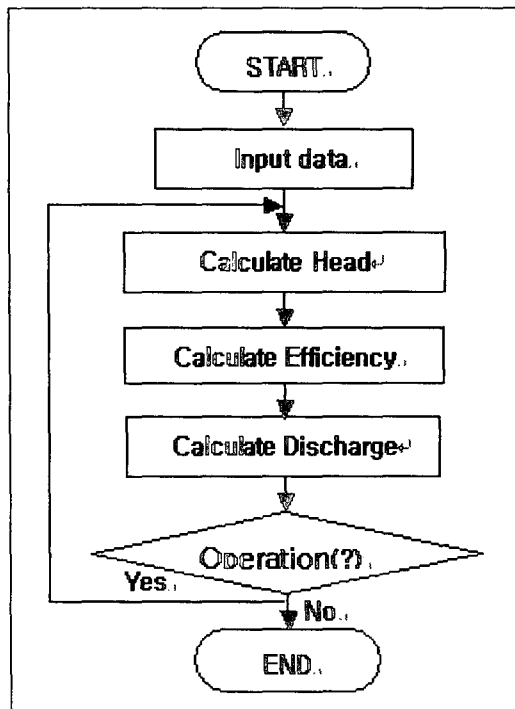 START
Input data
Calculate Head
Calculate Efficiency
Calculate Discharge
Operation(?)
Yes
No
END